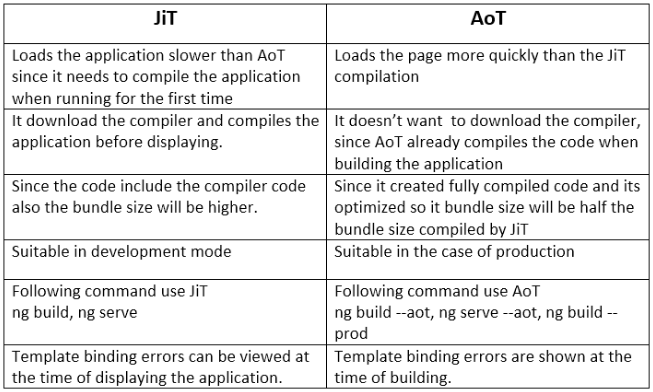 JiT
AoT
Loads the application slower than AoT
since it needs to compile the application
when running for the first time
Loads the page more quickly than the JiT
compilation
It download the compiler and compiles the
application before displaying.
It doesn’t want  to download the compiler,
since AoT already compiles the code when
building the application
Since the code include the compiler code
also the bundle size will be higher.
Since it created fully compiled code and its
optimized so it bundle size will be half the
bundle size compiled by JiT
Suitable in development mode
Suitable in the case of production
Following command use JiT
ng build, ng serve
Following command use AoT
ng build --aot, ng serve --aot, ng build --
prod
Template binding errors can be viewed at
the time of displaying the application.
Template binding errors are shown at the
time of building.